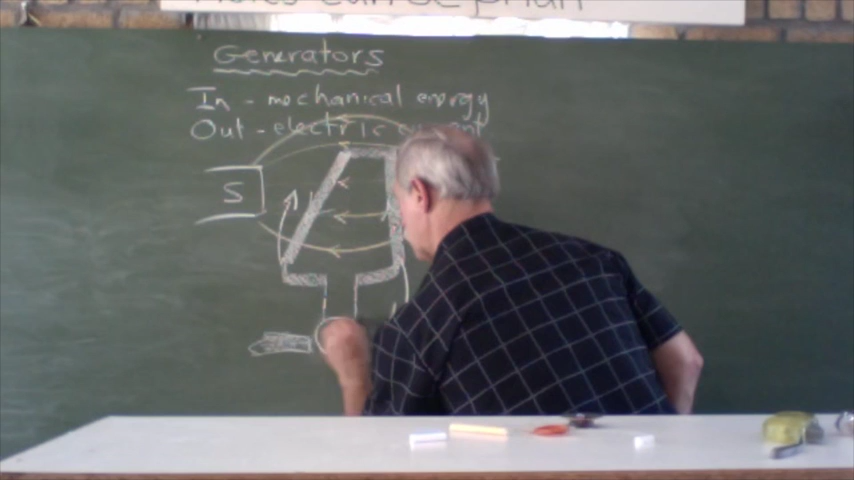 Generators
In - mechanical energy
Out - electric
S